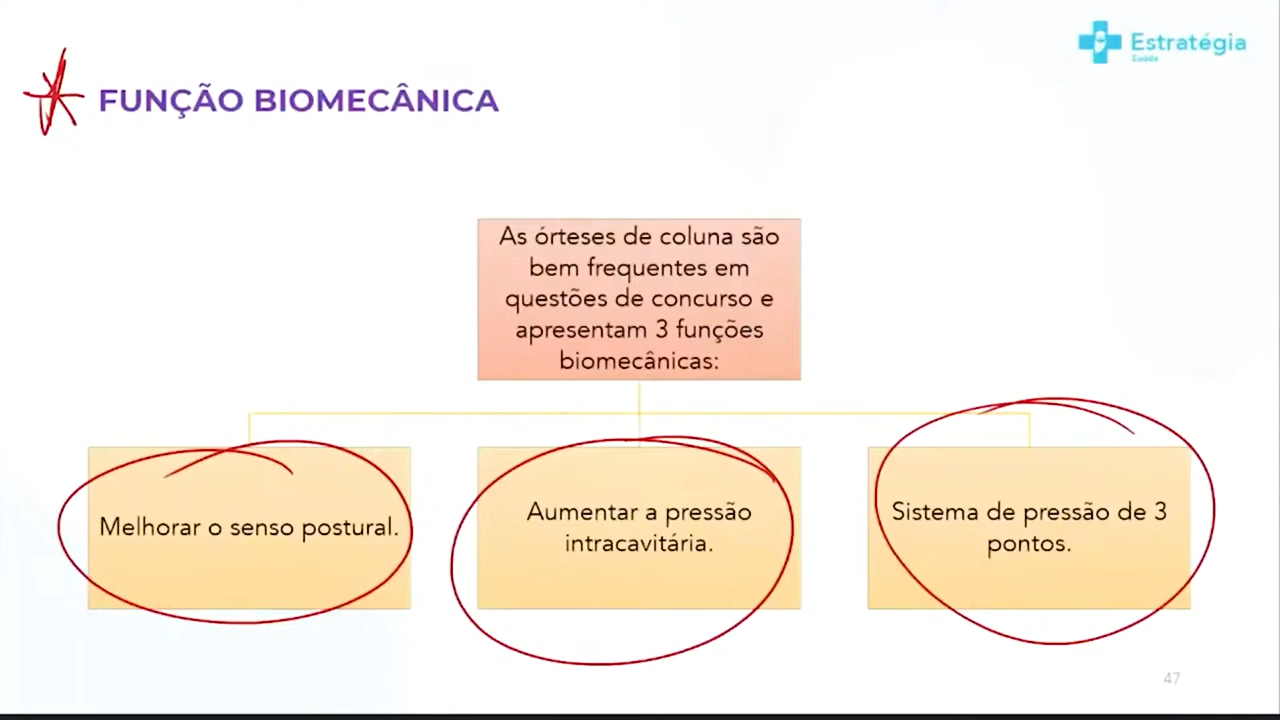 Estratégia
Saúde
FUNÇÃO BIOMECÂNICA
As órteses de coluna são
bem frequentes em
questões de concurso e
apresentam 3 funções
biomecânicas:
Melhorar o senso postural.
Aumentar a pressão
intracavitária.
Sistema de pressão de 3
pontos.
47